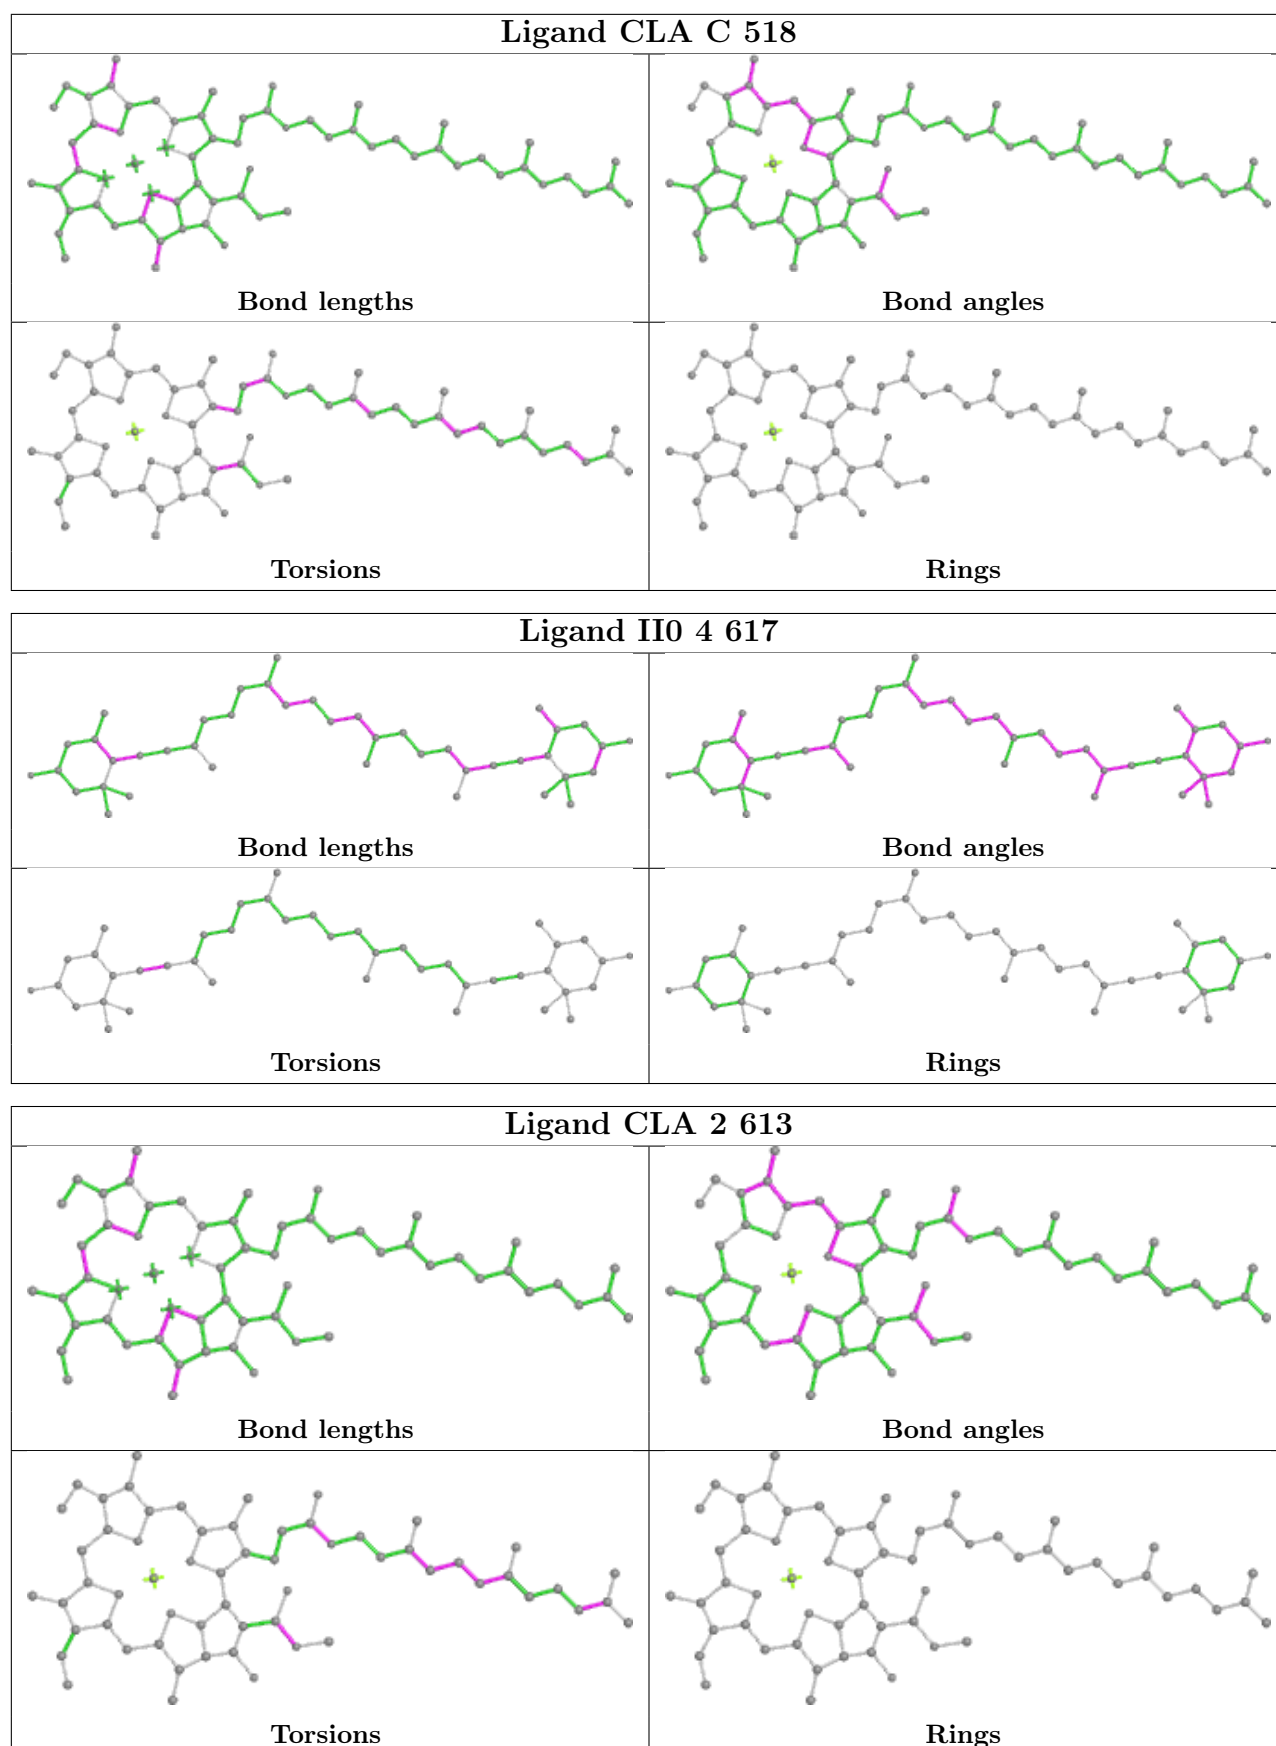 Ligand CLA C 518
Bond lengths
Bond angles
Torsions
Rings
Ligand II0 4 617
Bond lengths
Bond angles
Torsions
Rings
Ligand CLA 2 613
Bond lengths
Bond angles
Torsions
Rings